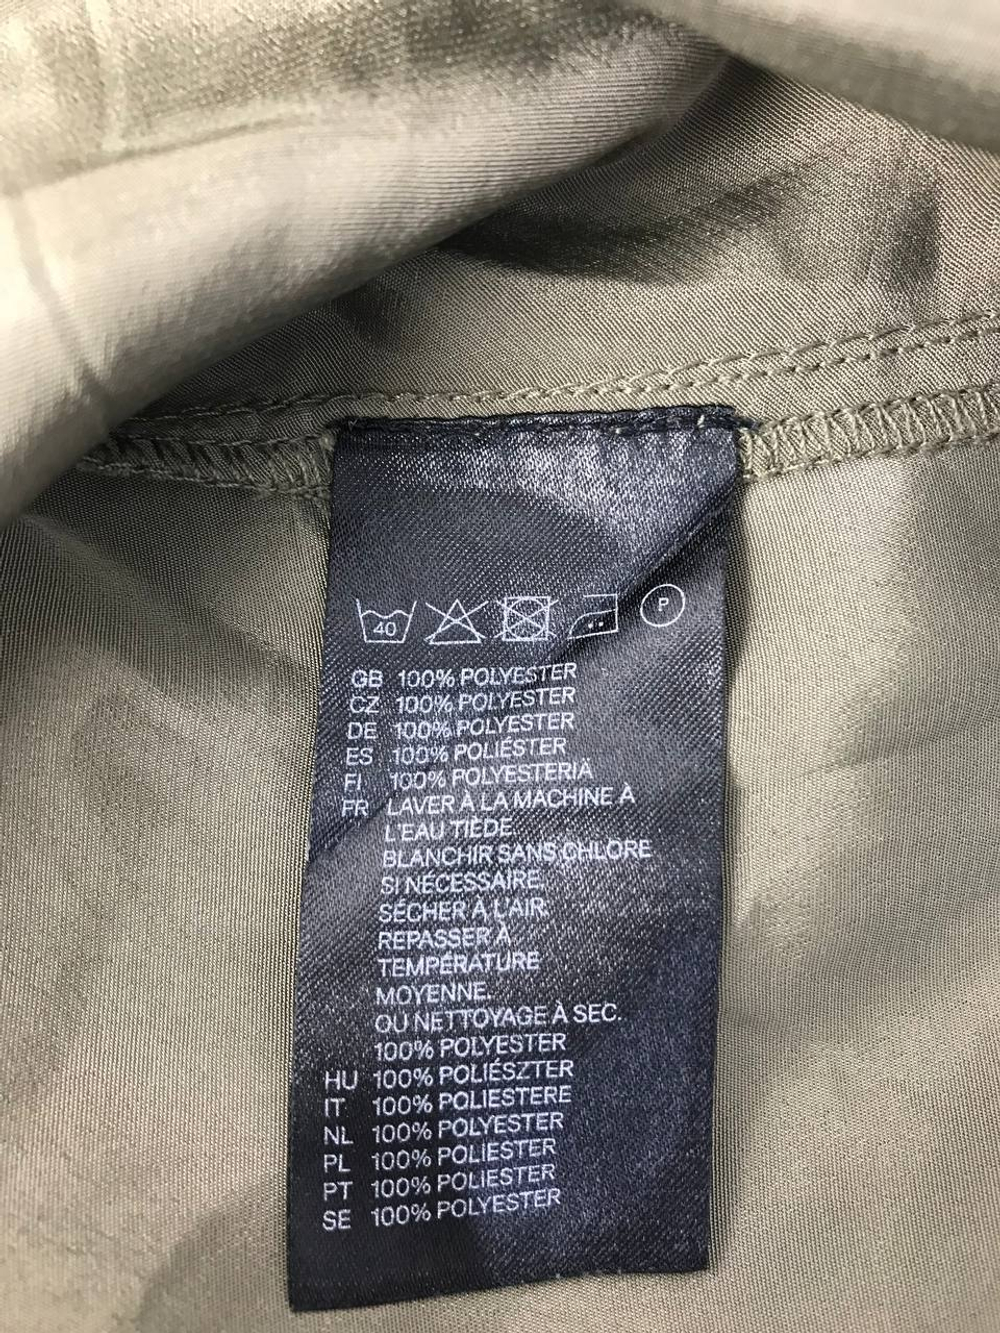 40 P
GB 100% POLYESTER
CZ 100% POLYESTER
DE 100% POLYESTER
ES 100% POLIÉSTER
FI 100% POLYESTERIÄ
FR LAVER À LA MACHINE À
L'EAU TIÈDE
BLANCHIR SANS CHLORE
SI NÉCESSAIRE.
SÉCHER À L'AIR.
REPASSER À
TEMPÉRATURE
MOYENNE.
OU NETTOYAGE À SEC.
100% POLYESTER
HU 100% POLIÉSZTER
IT 100% POLIESTERE
NL 100% POLYESTER
PL 100% POLIESTER
PT 100% POLIESTER
SE 100% POLYESTER